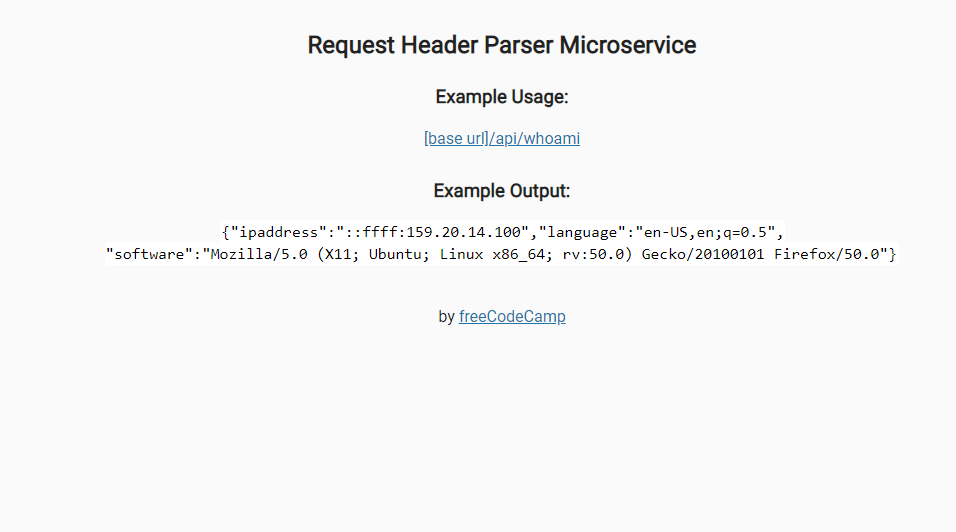 Request Header Parser Microservice
Example Usage:
[base url]/api/whoami
Example Output:
{"ipaddress":"::ffff:159.20.14.100","language":"en-US,en;q=0.5",
"software":"Mozilla/5.0 (X11; Ubuntu; Linux x86_64; rv:50.0) Gecko/20100101 Firefox/50.0"}
by freeCodeCamp